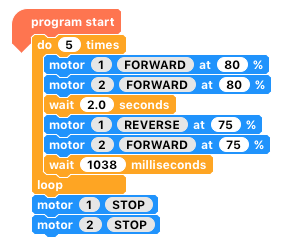 program start
do 5 times
motor 1 FORWARD at 80 %
motor 2 FORWARD at 80 %
wait 2.0 seconds
motor 1 REVERSE at 75 %
motor 2 FORWARD at 75 %
wait 1038 milliseconds
loop
motor 1 STOP
motor 2 STOP